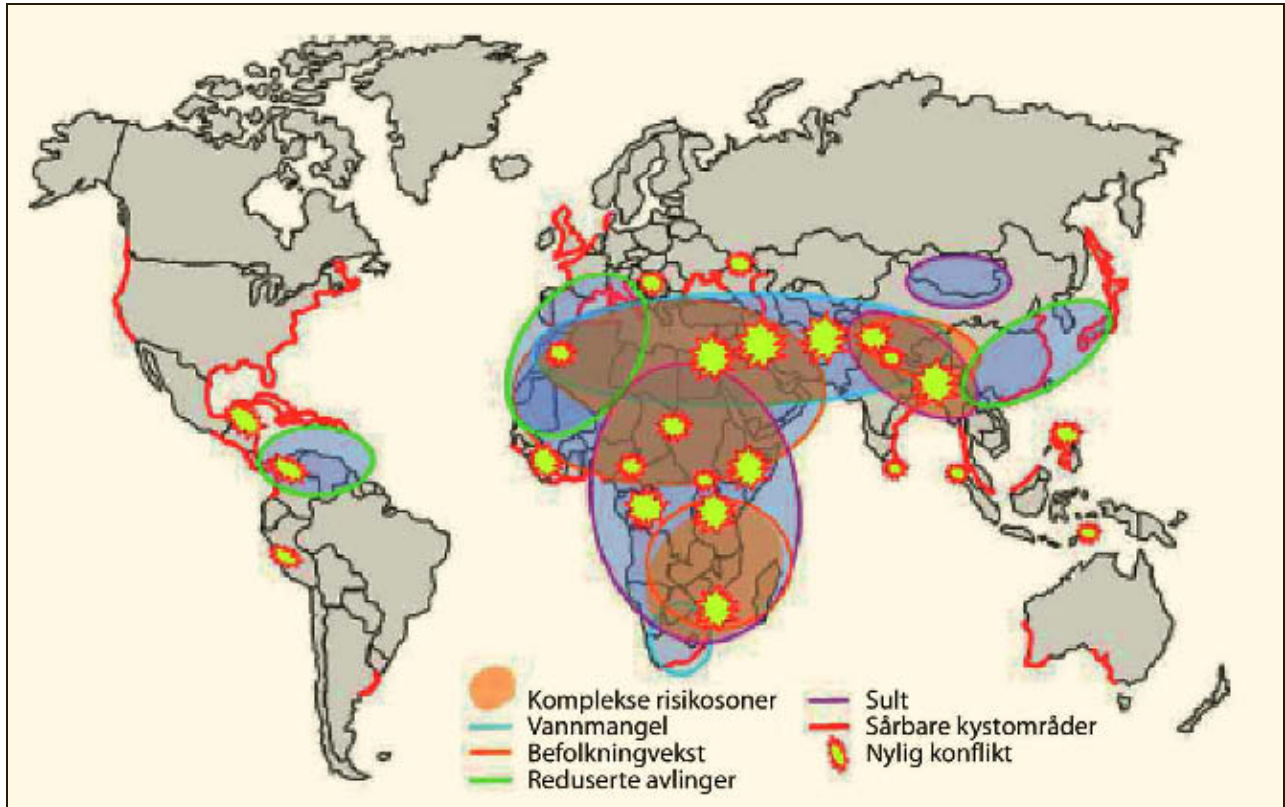 Komplekse risikosoner
Vannmangel
Befolkningvekst
Reduserte avlinger
Sult
Sårbare kystområder
Nylig konflikt